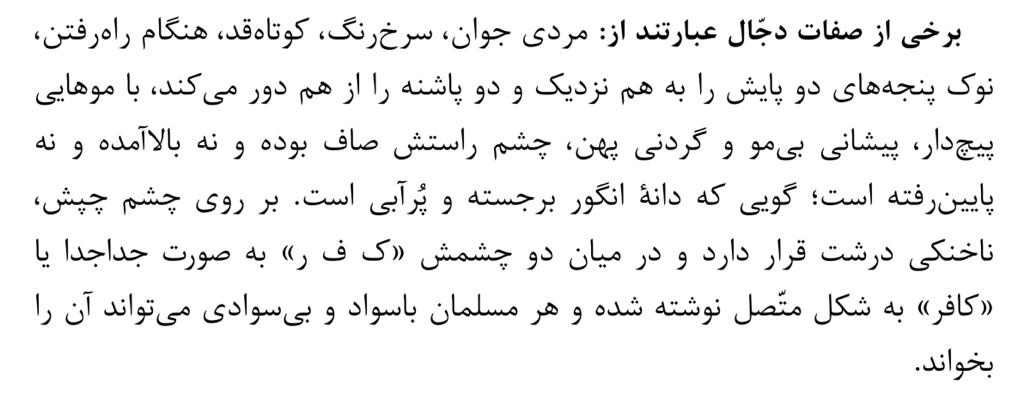 برخی از صفات دجّال عبارتند از: مردی جوان، سرخ‌رنگ، کوتاه‌قد، هنگام راه‌رفتن،
نوک پنجه‌های دو پایش را به هم نزدیک و دو پاشنه را از هم دور می‌کند، با موهایی
پیچ‌دار، پیشانی بی‌مو و گردنی پهن، چشم راستش صاف بوده و نه بالاآمده و نه
پایین‌رفته است؛ گویی که دانهٔ انگور برجسته و پُرآبی است. بر روی چشم چپش،
ناخنکی درشت قرار دارد و در میان دو چشمش «ک ف ر» به صورت جداجدا یا
«کافر» به شکل متّصل نوشته شده و هر مسلمان باسواد و بی‌سوادی می‌تواند آن را
بخواند.